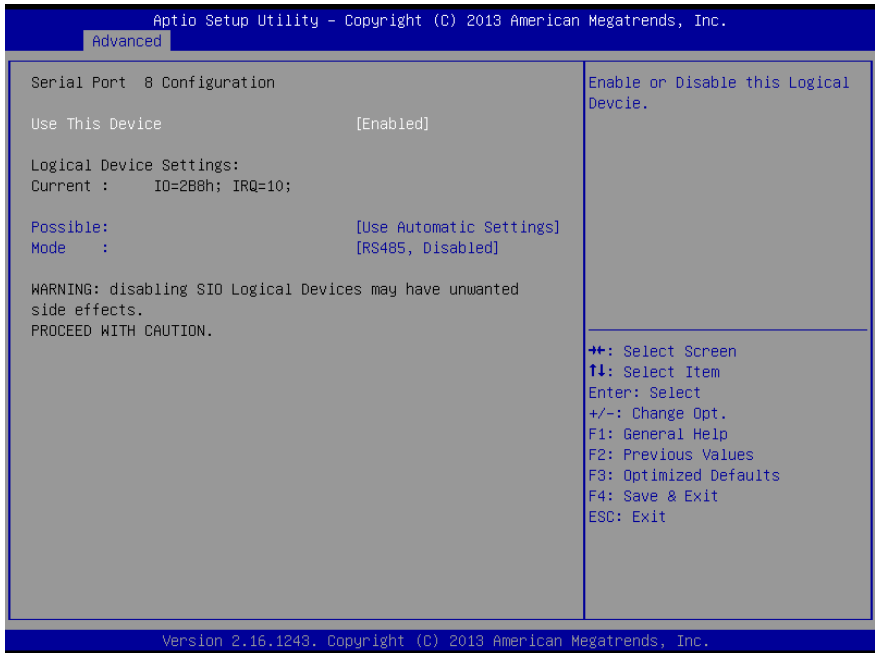 Aptio Setup Utility – Copyright (C) 2013 American Megatrends, Inc.
Advanced
Serial Port 8 Configuration
Use This Device [Enabled]
Logical Device Settings:
Current : IO=2B8h; IRQ=10;
Possible: [Use Automatic Settings]
Mode : [RS485, Disabled]
WARNING: disabling SIO Logical Devices may have unwanted
side effects.
PROCEED WITH CAUTION.
Enable or Disable this Logical
Devcie.
→←: Select Screen
↑↓: Select Item
Enter: Select
+/-: Change Opt.
F1: General Help
F2: Previous Values
F3: Optimized Defaults
F4: Save & Exit
ESC: Exit
Version 2.16.1243. Copyright (C) 2013 American Megatrends, Inc.